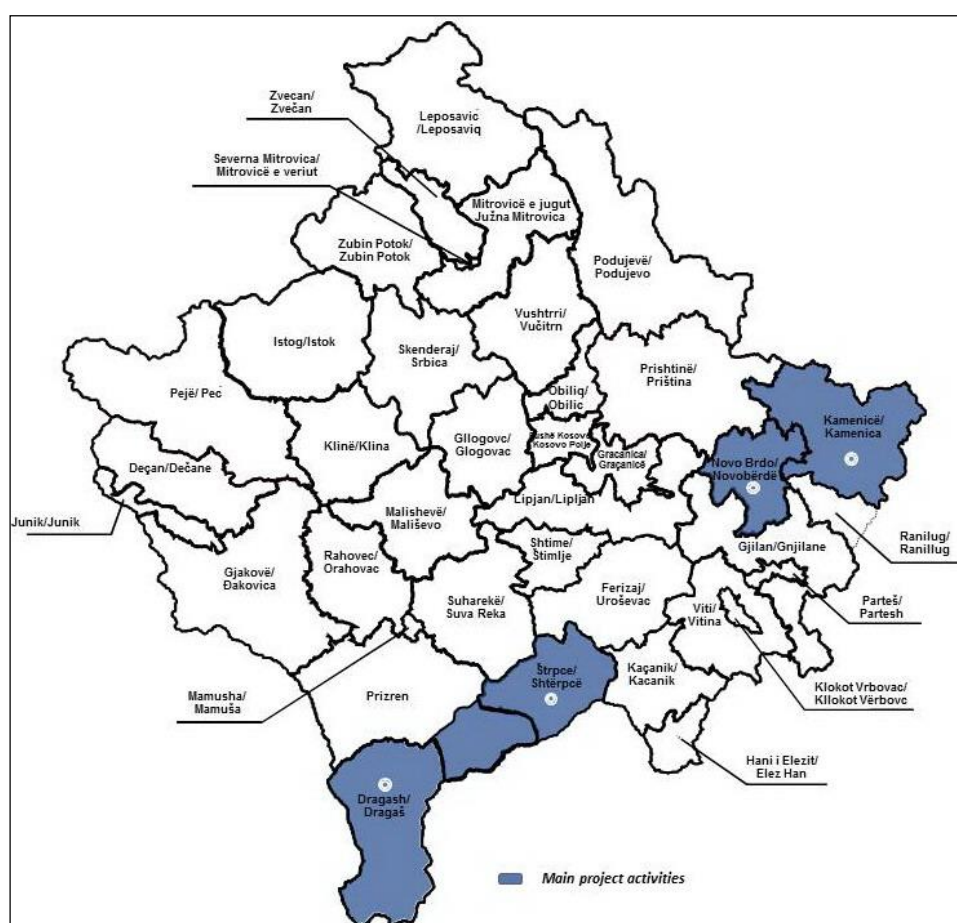 Zvecan/
Zvečan
Leposavić
/Leposaviq
Severna Mitrovica/
Mitrovicë e veriut
Mitrovicë e jugut
Južna Mitrovica
Zubin Potok/
Zubin Potok
Podujevë/
Podujevo
Vushtrri/
Vučitrn
Istog/Istok
Skenderaj/
Srbica
Prishtinë/
Priština
Obiliq/
Obilic
Pejë/ Peć
Kamenicë/
Kamenica
Klinë/Klina
Gllogovc/
Glogovac
Kosovo Polje
Gracanica/
Graçanicë
Novo Brdo/
Novobërdë
Deçan/Dečane
Lipjan/Lipljan
Malishevë/
Mališevo
Junik/Junik
Shtime/
Štimlje
Gjilan/Gnjilane
Ranilug/
Ranillug
Rahovec/
Orahovac
Gjakovë/
Đakovica
Ferizaj/
Uroševac
Suharekë/
Suva Reka
Viti/
Vitina
Parteš/
Partesh
Štrpce/
Shtërpcë
Kaçanik/
Kacanik
Mamusha/
Mamuša
Prizren
Klokot Vrbovac/
Kllokot Vërbovc
Hani i Elezit/
Elez Han
Dragash/
Dragaš
Main project activities